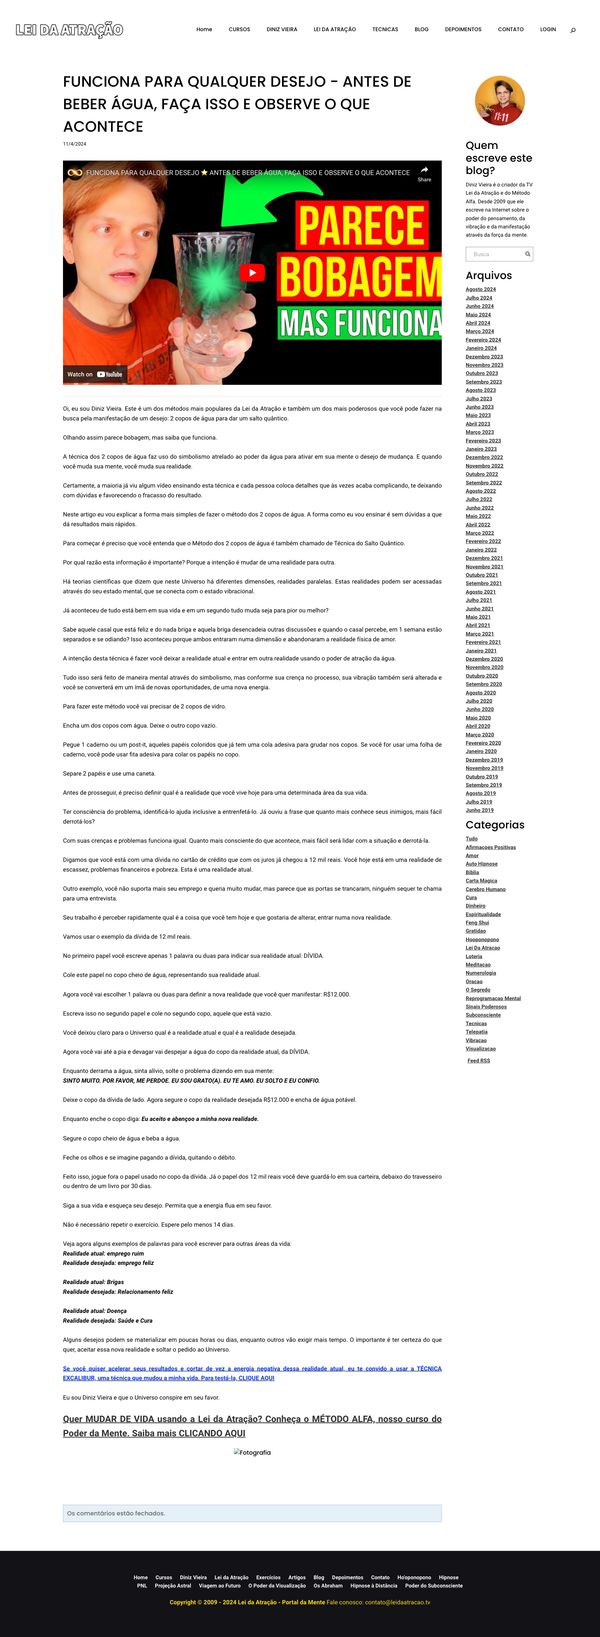 LEI DA ATRAÇÃO
Home CURSOS DINIZ VIEIRA LEI DA ATRAÇÃO TECNICAS BLOG DEPOIMENTOS CONTATO LOGIN
FUNCIONA PARA QUALQUER DESEJO - ANTES DE
BEBER ÁGUA, FAÇA ISSO E OBSERVE O QUE
ACONTECE
11/4/2024
FUNCIONA PARA QUALQUER DESEJO ⭐ ANTES DE BEBER ÁGUA, FAÇA ISSO E OBSERVE O QUE ACONTECE
Share
PARECE
BOBAGEM
MAS FUNCIONA
Watch on YouTube
Oi, eu sou Diniz Vieira. Este é um dos métodos mais populares da Lei da Atração e também um dos mais poderosos que você pode fazer na
busca pela manifestação de um desejo: 2 copos de água para dar um salto quântico.
Olhando assim parece bobagem, mas saiba que funciona.
A técnica dos 2 copos de água faz uso do simbolismo atrelado ao poder da água para ativar em sua mente o desejo de mudança. E quando
você muda sua mente, você muda sua realidade.
Certamente, a maioria já viu algum vídeo ensinando esta técnica e cada pessoa coloca detalhes que às vezes acaba complicando, te deixando
com dúvidas e favorecendo o fracasso do resultado.
Neste artigo eu vou explicar a forma mais simples de fazer o método dos 2 copos de água. A forma como eu vou ensinar é sem dúvidas a que
dá resultados mais rápidos.
Para começar é preciso que você entenda que o Método dos 2 copos de água é também chamado de Técnica do Salto Quântico.
Por qual razão esta informação é importante? Porque a intenção é mudar de uma realidade para outra.
Há teorias científicas que dizem que neste Universo há diferentes dimensões, realidades paralelas. Estas realidades podem ser acessadas
através do seu estado mental, que se conecta com o estado vibracional.
Já aconteceu de tudo está bem em sua vida e em um segundo tudo muda seja para pior ou melhor?
Sabe aquele casal que está feliz e do nada briga e aquela briga desencadeia outras discussões e quando o casal percebe, em 1 semana estão
separados e se odiando? Isso aconteceu porque ambos entraram numa dimensão e abandonaram a realidade física de amor.
A intenção desta técnica é fazer você deixar a realidade atual e entrar em outra realidade usando o poder de atração da água.
Tudo isso será feito de maneira mental através do simbolismo, mas conforme sua crença no processo, sua vibração também será alterada e
você se converterá em um imã de novas oportunidades, de uma nova energia.
Para fazer este método você vai precisar de 2 copos de vidro.
Encha um dos copos com água. Deixe o outro copo vazio.
Pegue 1 caderno ou um post-it, aqueles papéis coloridos que já tem uma cola adesiva para grudar nos copos. Se você for usar uma folha de
caderno, você pode usar fita adesiva para colar os papéis no copo.
Separe 2 papéis e use uma caneta.
Antes de prosseguir, é preciso definir qual é a realidade que você vive hoje para uma determinada área da sua vida.
Ter consciência do problema, identificá-lo ajuda inclusive a entrenfetá-lo. Já ouviu a frase que quanto mais conhece seus inimigos, mais fácil
derrotá-los?
Com suas crenças e problemas funciona igual. Quanto mais consciente do que acontece, mais fácil será lidar com a situação e derrotá-la.
Digamos que você está com uma dívida no cartão de crédito que com os juros já chegou a 12 mil reais. Você hoje está em uma realidade de
escassez, problemas financeiros e pobreza. Esta é uma realidade atual.
Outro exemplo, você não suporta mais seu emprego e queria muito mudar, mas parece que as portas se trancaram, ninguém sequer te chama
para uma entrevista.
Seu trabalho é perceber rapidamente qual é a coisa que você tem hoje e que gostaria de alterar, entrar numa nova realidade.
Vamos usar o exemplo da dívida de 12 mil reais.
No primeiro papel você escreve apenas 1 palavra ou duas para indicar sua realidade atual: DÍVIDA.
Cole este papel no copo cheio de água, representando sua realidade atual.
Agora você vai escolher 1 palavra ou duas para definir a nova realidade que você quer manifestar: R$12.000.
Escreva isso no segundo papel e cole no segundo copo, aquele que está vazio.
Você deixou claro para o Universo qual é a realidade atual e qual é a realidade desejada.
Agora você vai até a pia e devagar vai despejar a água do copo da realidade atual, da DÍVIDA.
Enquanto derrama a água, sinta alívio, solte o problema dizendo em sua mente:
SINTO MUITO. POR FAVOR, ME PERDOE. EU SOU GRATO(A). EU TE AMO. EU SOLTO E EU CONFIO.
Deixe o copo da dívida de lado. Agora segure o copo da realidade desejada R$12.000 e encha de água potável.
Enquanto enche o copo diga: Eu aceito e abençoo a minha nova realidade.
Segure o copo cheio de água e beba a água.
Feche os olhos e se imagine pagando a dívida, quitando o débito.
Feito isso, jogue fora o papel usado no copo da dívida. Já o papel dos 12 mil reais você deve guardá-lo em sua carteira, debaixo do travesseiro
ou dentro de um livro por 30 dias.
Siga a sua vida e esqueça seu desejo. Permita que a energia flua em seu favor.
Não é necessário repetir o exercício. Espere pelo menos 14 dias.
Veja agora alguns exemplos de palavras para você escrever para outras áreas da vida:
Realidade atual: emprego ruim
Realidade desejada: emprego feliz
Realidade atual: Brigas
Realidade desejada: Relacionamento feliz
Realidade atual: Doença
Realidade desejada: Saúde e Cura
Alguns desejos podem se materializar em poucas horas ou dias, enquanto outros vão exigir mais tempo. O importante é ter certeza do que
quer, aceitar essa nova realidade e soltar o pedido ao Universo.
Se você quiser acelerar seus resultados e cortar de vez a energia negativa dessa realidade atual, eu te convido a usar a TÉCNICA
EXCALIBUR, uma técnica que mudou a minha vida. Para testá-la, CLIQUE AQUI
Eu sou Diniz Vieira e que o Universo conspire em seu favor.
Quer MUDAR DE VIDA usando a Lei da Atração? Conheça o MÉTODO ALFA, nosso curso do
Poder da Mente. Saiba mais CLICANDO AQUI
Fotografia
Os comentários estão fechados.
11:11
Quem
escreve este
blog?
Diniz Vieira é o criador da TV
Lei da Atração e do Método
Alfa. Desde 2009 que ele
escreve na Internet sobre o
poder do pensamento, da
vibração e da manifestação
através da força da mente.
Busca
Arquivos
Agosto 2024
Julho 2024
Junho 2024
Maio 2024
Abril 2024
Março 2024
Fevereiro 2024
Janeiro 2024
Dezembro 2023
Novembro 2023
Outubro 2023
Setembro 2023
Agosto 2023
Julho 2023
Junho 2023
Maio 2023
Abril 2023
Março 2023
Fevereiro 2023
Janeiro 2023
Dezembro 2022
Novembro 2022
Outubro 2022
Setembro 2022
Agosto 2022
Julho 2022
Junho 2022
Maio 2022
Abril 2022
Março 2022
Fevereiro 2022
Janeiro 2022
Dezembro 2021
Novembro 2021
Outubro 2021
Setembro 2021
Agosto 2021
Julho 2021
Junho 2021
Maio 2021
Abril 2021
Março 2021
Fevereiro 2021
Janeiro 2021
Dezembro 2020
Novembro 2020
Outubro 2020
Setembro 2020
Agosto 2020
Julho 2020
Junho 2020
Maio 2020
Abril 2020
Março 2020
Fevereiro 2020
Janeiro 2020
Dezembro 2019
Novembro 2019
Outubro 2019
Setembro 2019
Agosto 2019
Julho 2019
Junho 2019
Categorias
Tudo
Afirmacoes Positivas
Amor
Auto Hipnose
Bíblia
Carta Magica
Cerebro Humano
Cura
Dinheiro
Espiritualidade
Feng Shui
Gratidao
Hooponopono
Lei Da Atracao
Loteria
Meditacao
Numerologia
Oracao
O Segredo
Reprogramacao Mental
Sinais Poderosos
Subconsciente
Tecnicas
Telepatia
Vibracao
Visualizacao
Feed RSS
Home Cursos Diniz Vieira Lei da Atração Exercícios Artigos Blog Depoimentos Contato Ho'oponopono Hipnose
PNL Projeção Astral Viagem ao Futuro O Poder da Visualização Os Abraham Hipnose à Distância Poder do Subconsciente
Copyright © 2009 - 2024 Lei da Atração - Portal da Mente Fale conosco: contato@leidaatracao.tv